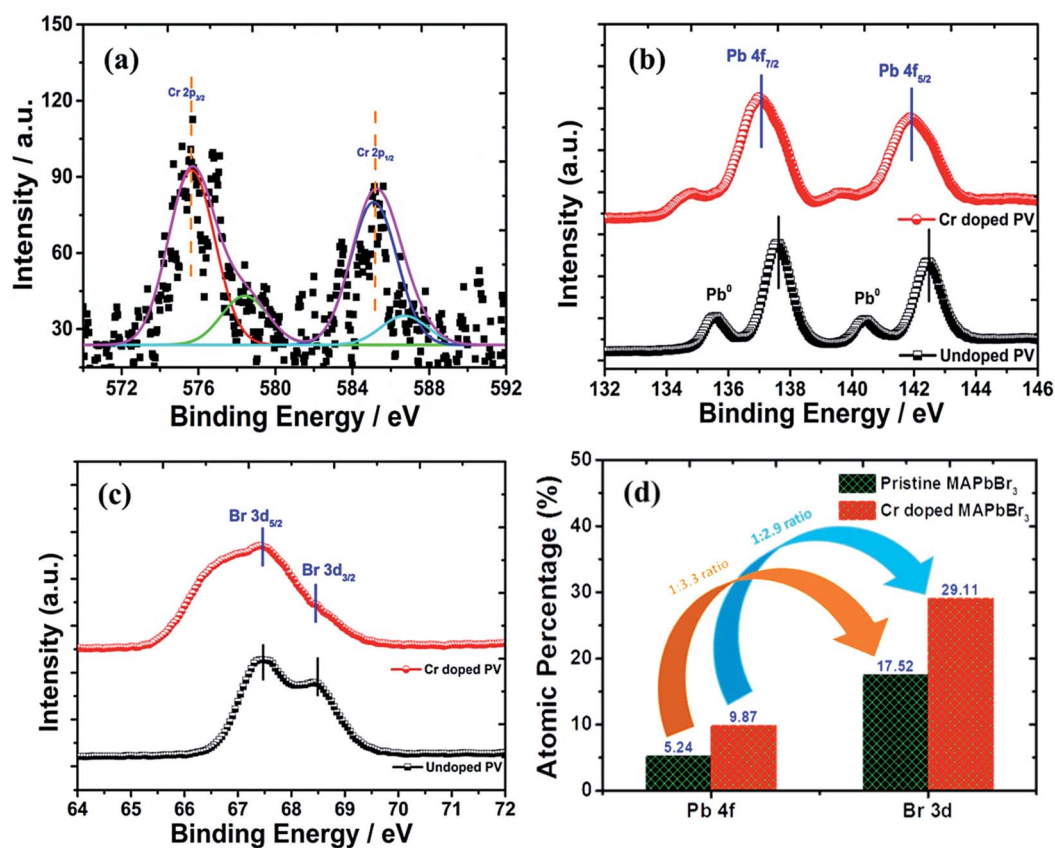 (a)
Cr 2p3/2
Cr 2p1/2
Intensity / a.u.
150
120
90
60
30
572
576
580
584
588
592
Binding Energy / eV
(b)
Pb 4f7/2
Pb 4f5/2
Cr doped PV
Pb0
Pb0
Undoped PV
Intensity (a.u.)
132
134
136
138
140
142
144
146
Binding Energy / eV
(c)
Br 3d5/2
Br 3d3/2
Cr doped PV
Undoped PV
Intensity (a.u.)
64
65
66
67
68
69
70
71
72
Binding Energy / eV
(d)
Pristine MAPbBr3
Cr doped MAPbBr3
1:2.9 ratio
1:3.3 ratio
29.11
17.52
9.87
5.24
Atomic Percentage (%)
50
40
30
20
10
0
Pb 4f
Br 3d